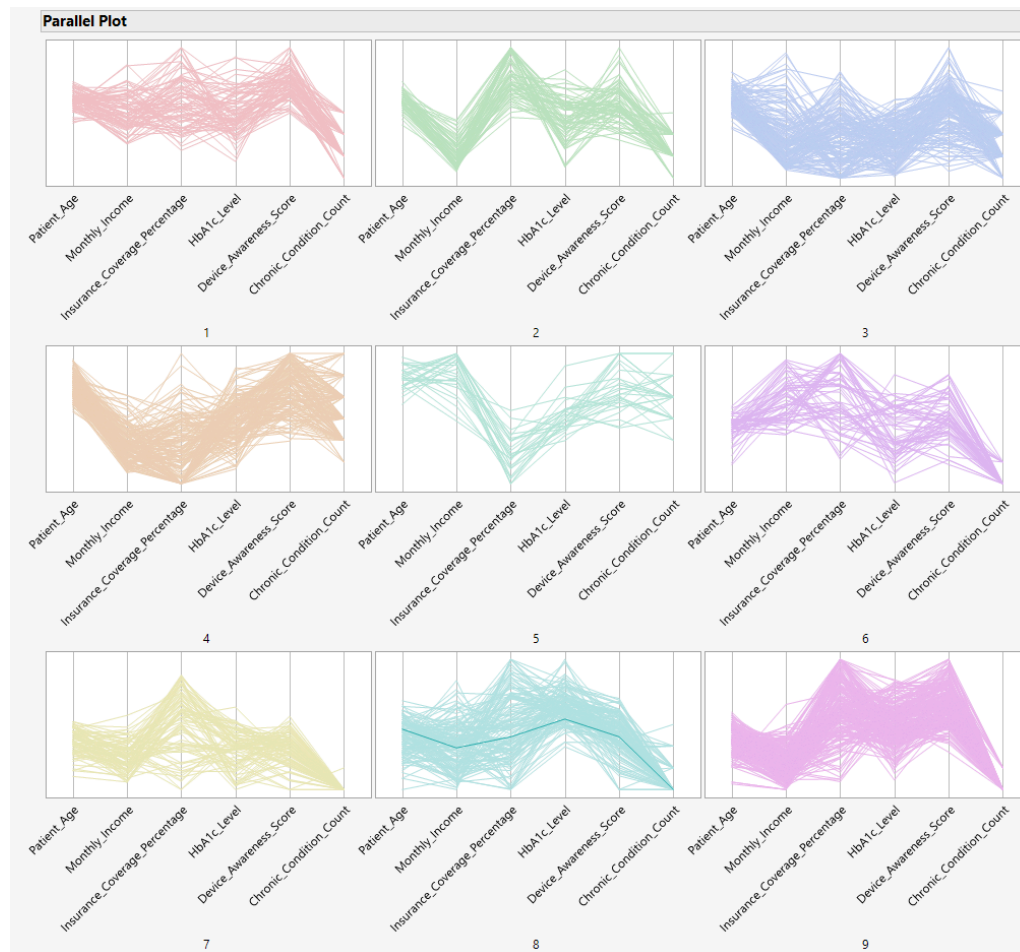 Parallel Plot
Patient_Age
Monthly_Income
Insurance_Coverage_Percentage
HbA1c_Level
Device_Awareness_Score
Chronic_Condition_Count
1
Patient_Age
Monthly_Income
Insurance_Coverage_Percentage
HbA1c_Level
Device_Awareness_Score
Chronic_Condition_Count
2
Patient_Age
Monthly_Income
Insurance_Coverage_Percentage
HbA1c_Level
Device_Awareness_Score
Chronic_Condition_Count
3
Patient_Age
Monthly_Income
Insurance_Coverage_Percentage
HbA1c_Level
Device_Awareness_Score
Chronic_Condition_Count
4
Patient_Age
Monthly_Income
Insurance_Coverage_Percentage
HbA1c_Level
Device_Awareness_Score
Chronic_Condition_Count
5
Patient_Age
Monthly_Income
Insurance_Coverage_Percentage
HbA1c_Level
Device_Awareness_Score
Chronic_Condition_Count
6
Patient_Age
Monthly_Income
Insurance_Coverage_Percentage
HbA1c_Level
Device_Awareness_Score
Chronic_Condition_Count
7
Patient_Age
Monthly_Income
Insurance_Coverage_Percentage
HbA1c_Level
Device_Awareness_Score
Chronic_Condition_Count
8
Patient_Age
Monthly_Income
Insurance_Coverage_Percentage
HbA1c_Level
Device_Awareness_Score
Chronic_Condition_Count
9